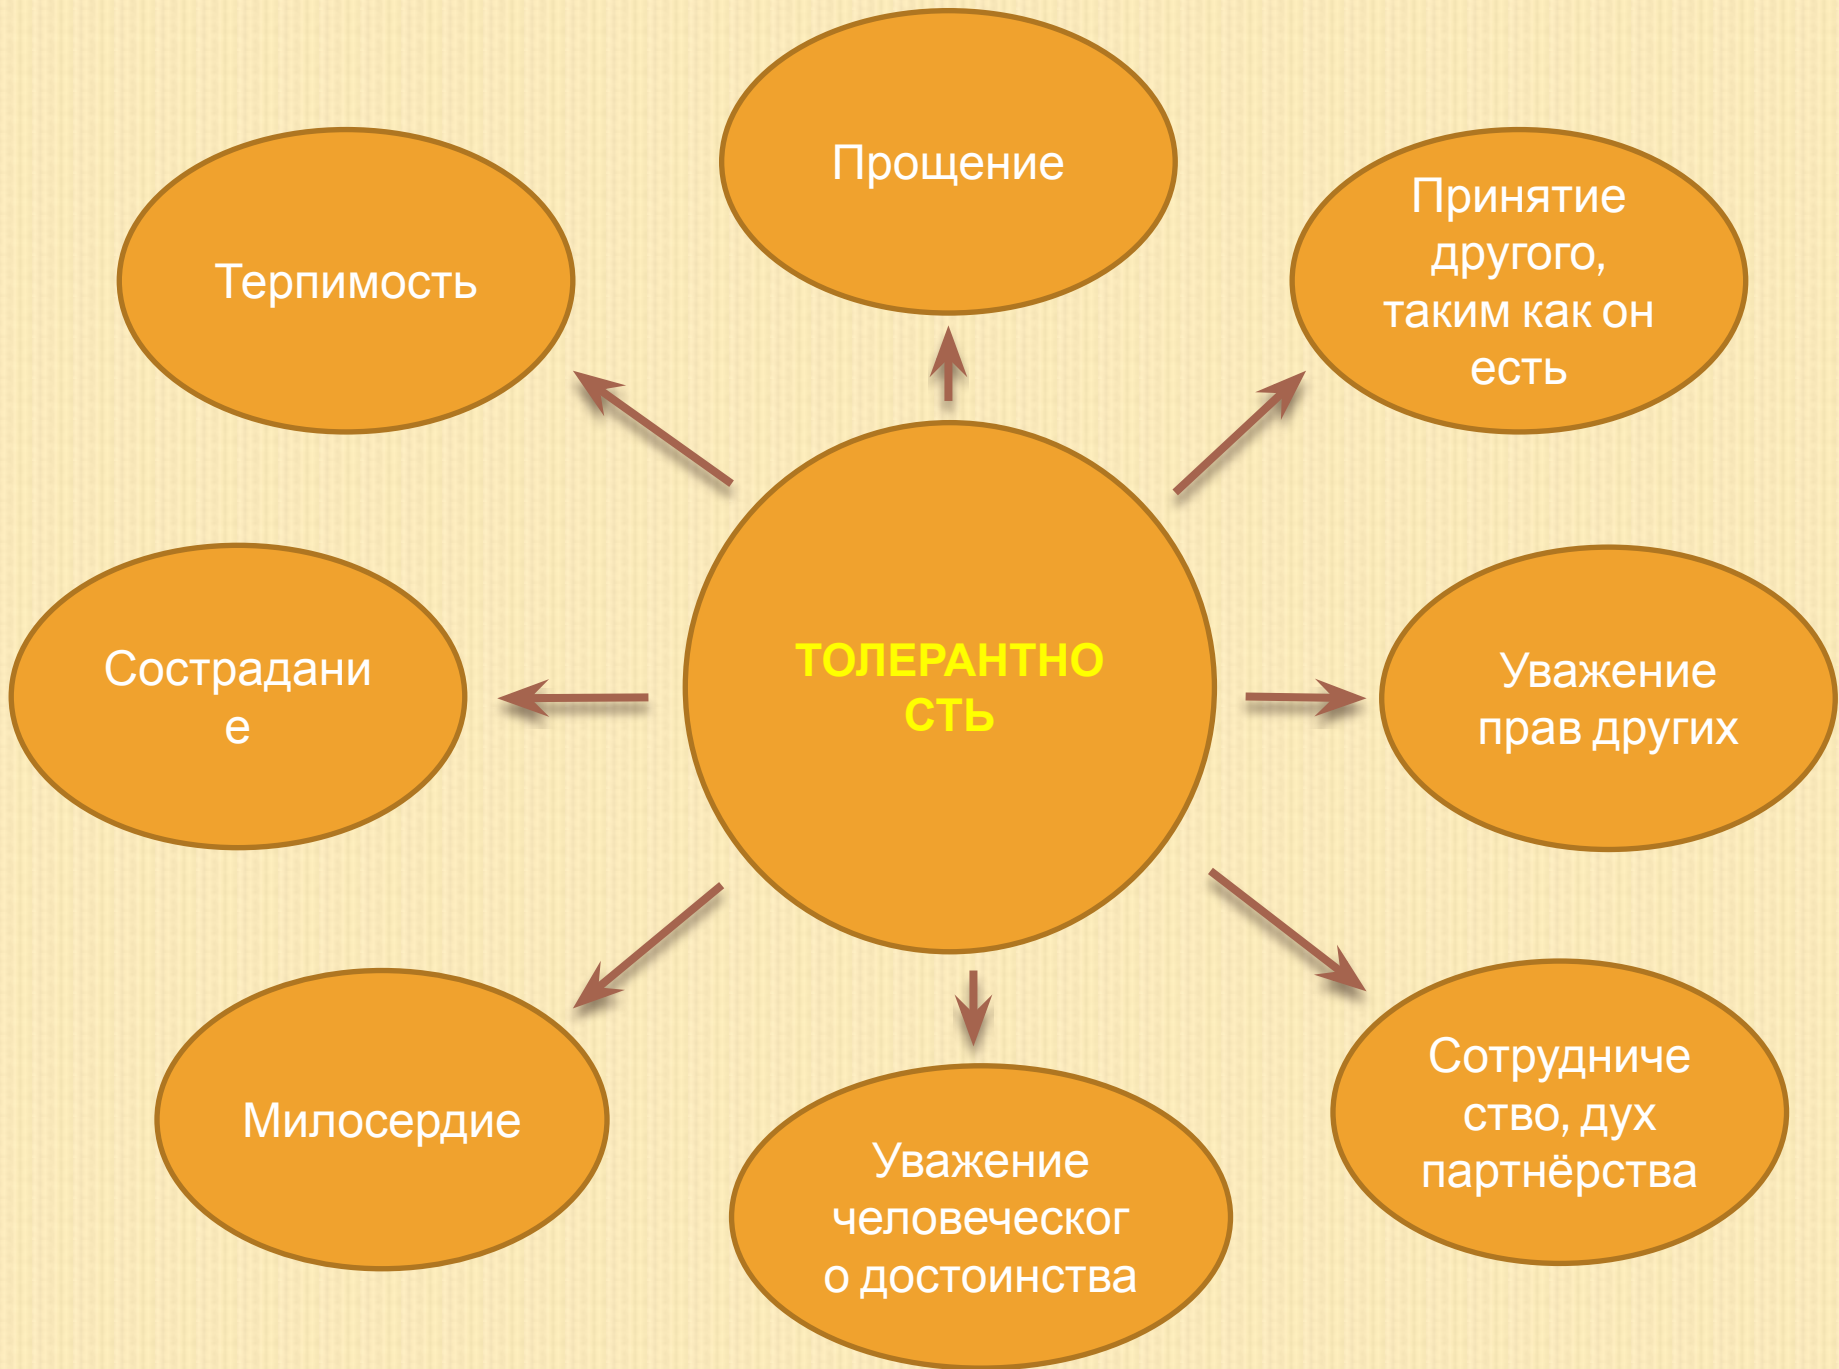 Прощение
Терпимость
Принятие
другого,
таким как он
есть
Сострадани
е
ТОЛЕРАНТНО
СТЬ
Уважение
прав других
Милосердие
Уважение
человеческог
о достоинства
Сотрудниче
ство, дух
партнёрства